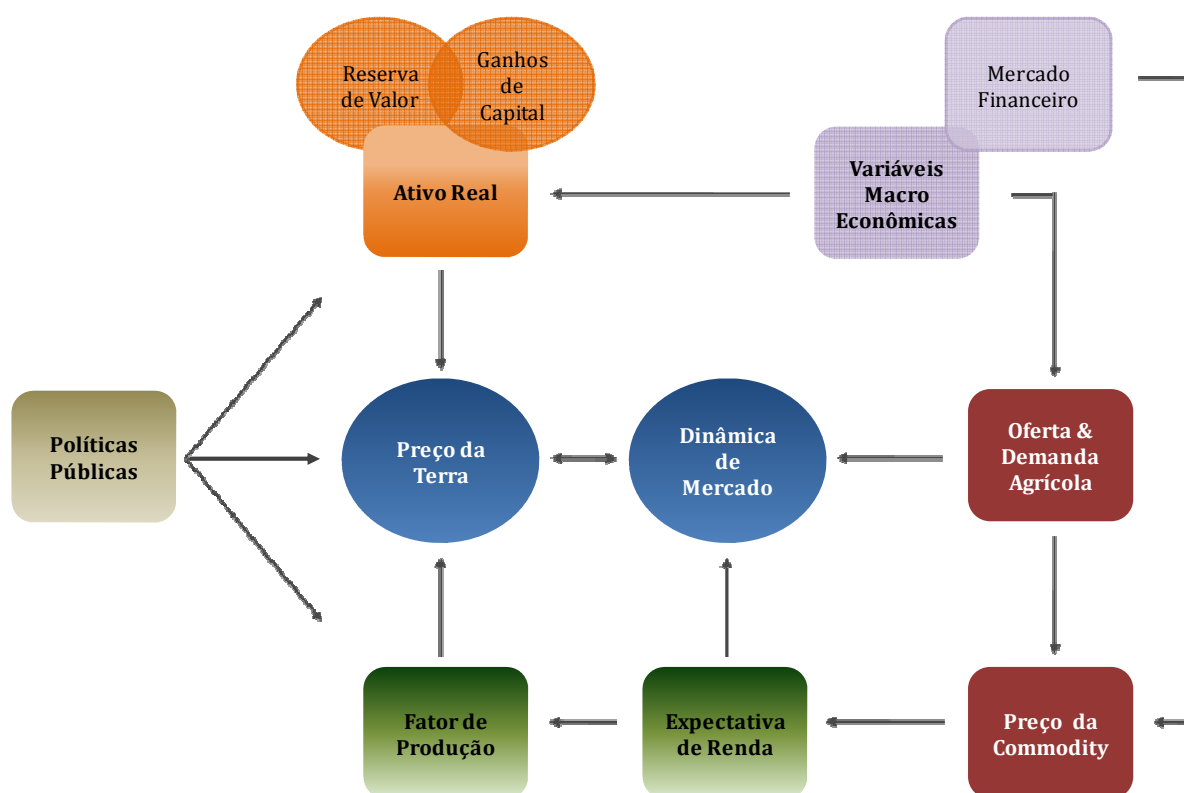 Reserva
de Valor
Ganhos
de
Capital
Ativo Real
Mercado
Financeiro
Variáveis
Macro
Econômicas
Políticas
Públicas
Preço da
Terra
Dinâmica
de
Mercado
Oferta &
Demanda
Agrícola
Fator de
Produção
Expectativa
de Renda
Preço da
Commodity